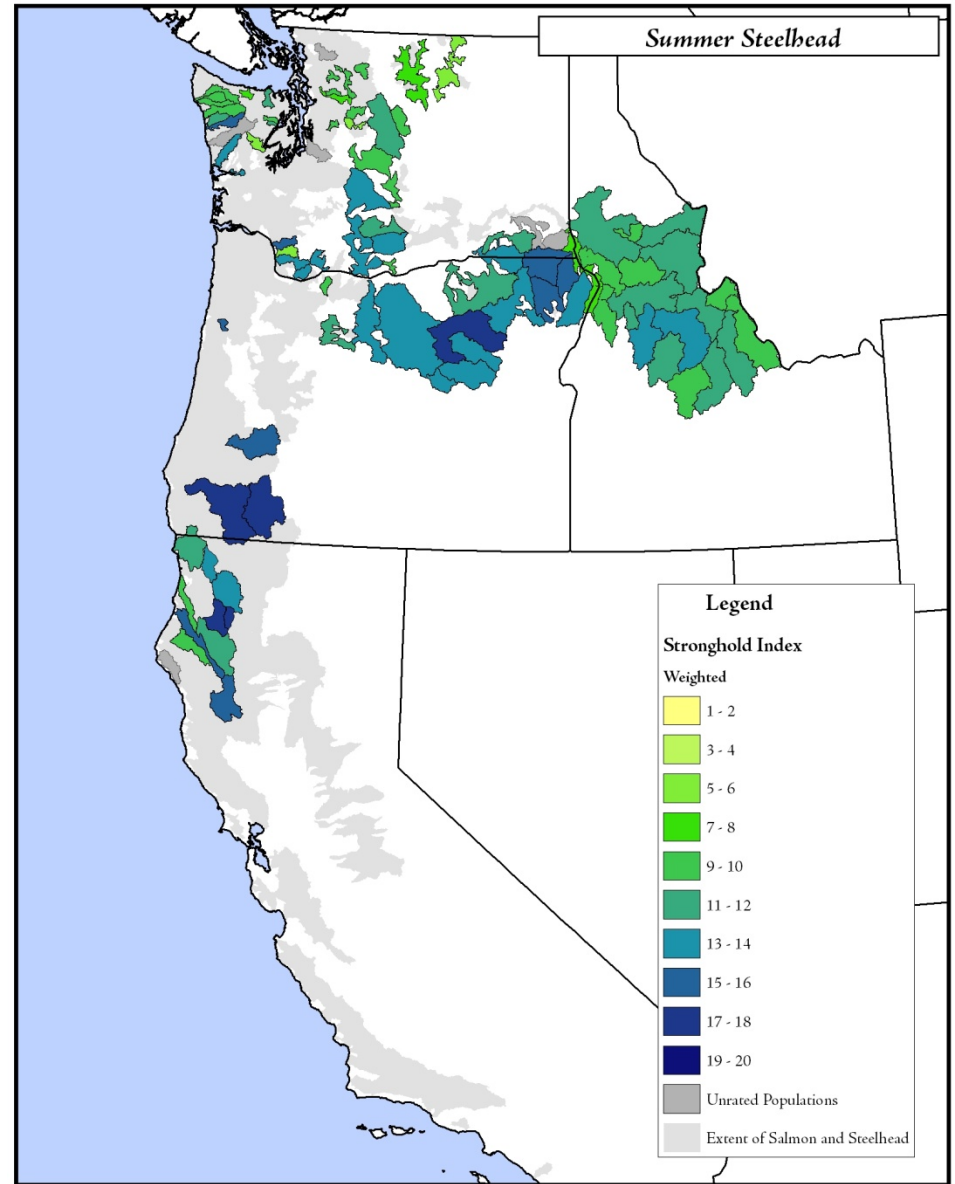 Summer Steelhead
Legend
Stronghold Index
Weighted
1 - 2
3 - 4
5 - 6
7 - 8
9 - 10
11 - 12
13 - 14
15 - 16
17 - 18
19 - 20
Unrated Populations
Extent of Salmon and Steelhead